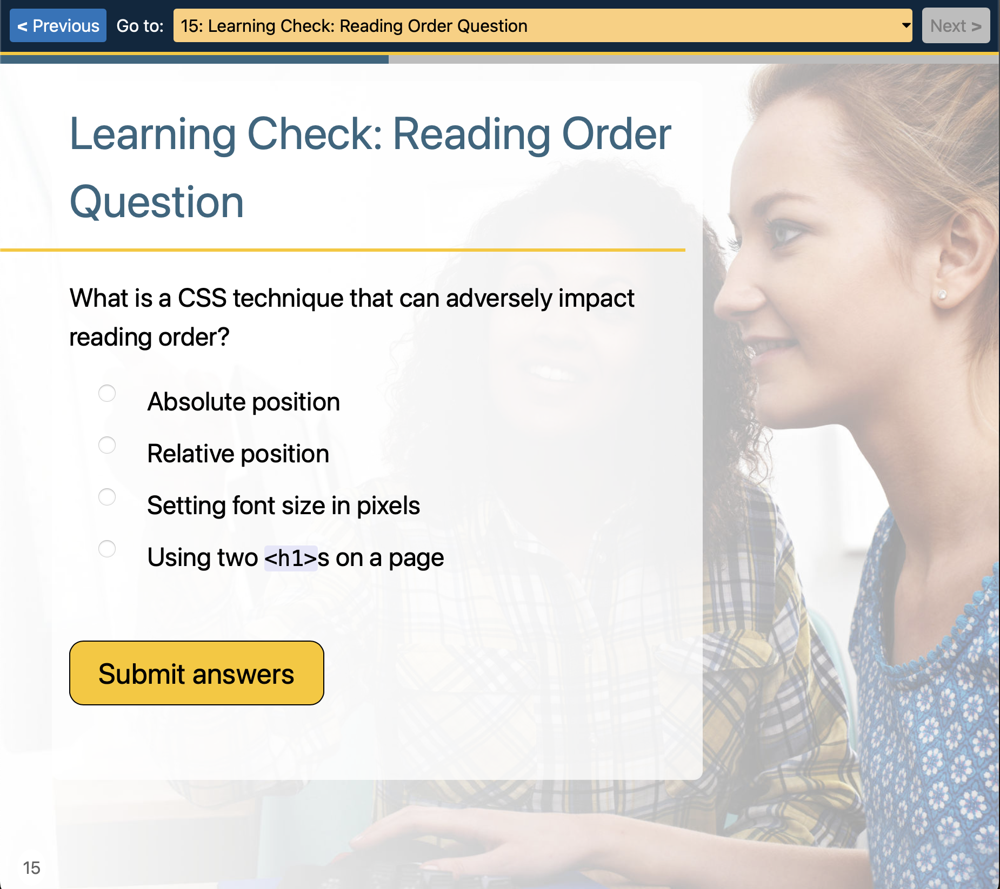 < Previous Go to: 15: Learning Check: Reading Order Question Next >
Learning Check: Reading Order
Question
What is a CSS technique that can adversely impact
reading order?
Absolute position
Relative position
Setting font size in pixels
Using two <h1>s on a page
Submit answers
15